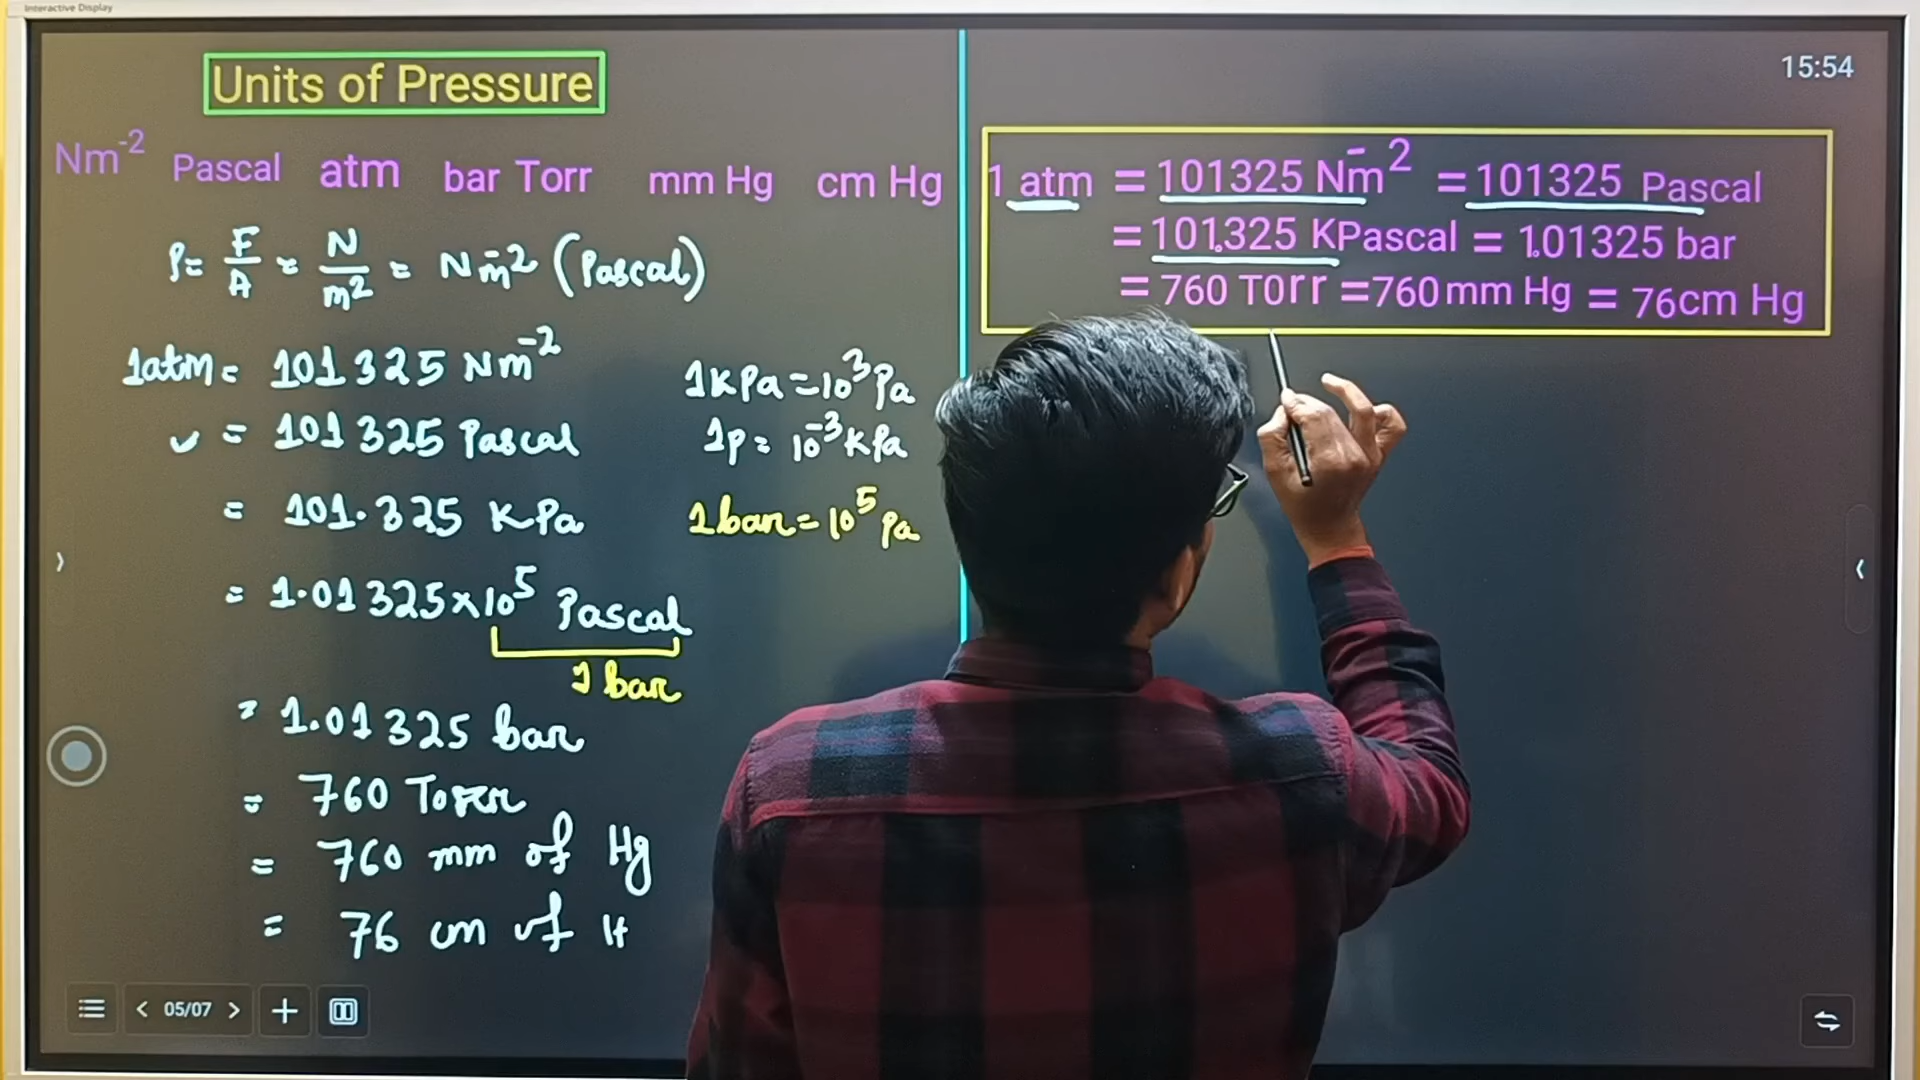 Interactive Display
Units of Pressure
Nm⁻² Pascal atm bar Torr mm Hg cm Hg
P= F/A = N/m² = Nm⁻² (Pascal)
1atm = 101325 Nm⁻²
✓ = 101325 Pascal
= 101.325 KPa
= 1.01325×10⁵ Pascal
1 bar
= 1.01325 bar
= 760 Torr
= 760 mm of Hg
= 76 cm of H
1KPa = 10³ Pa
1P = 10⁻³ KPa
1bar = 10⁵ Pa
05/07
15:54
1 atm = 101325 Nm⁻² = 101325 Pascal
= 101.325 KPascal = 1.01325 bar
= 760 Torr = 760 mm Hg = 76cm Hg